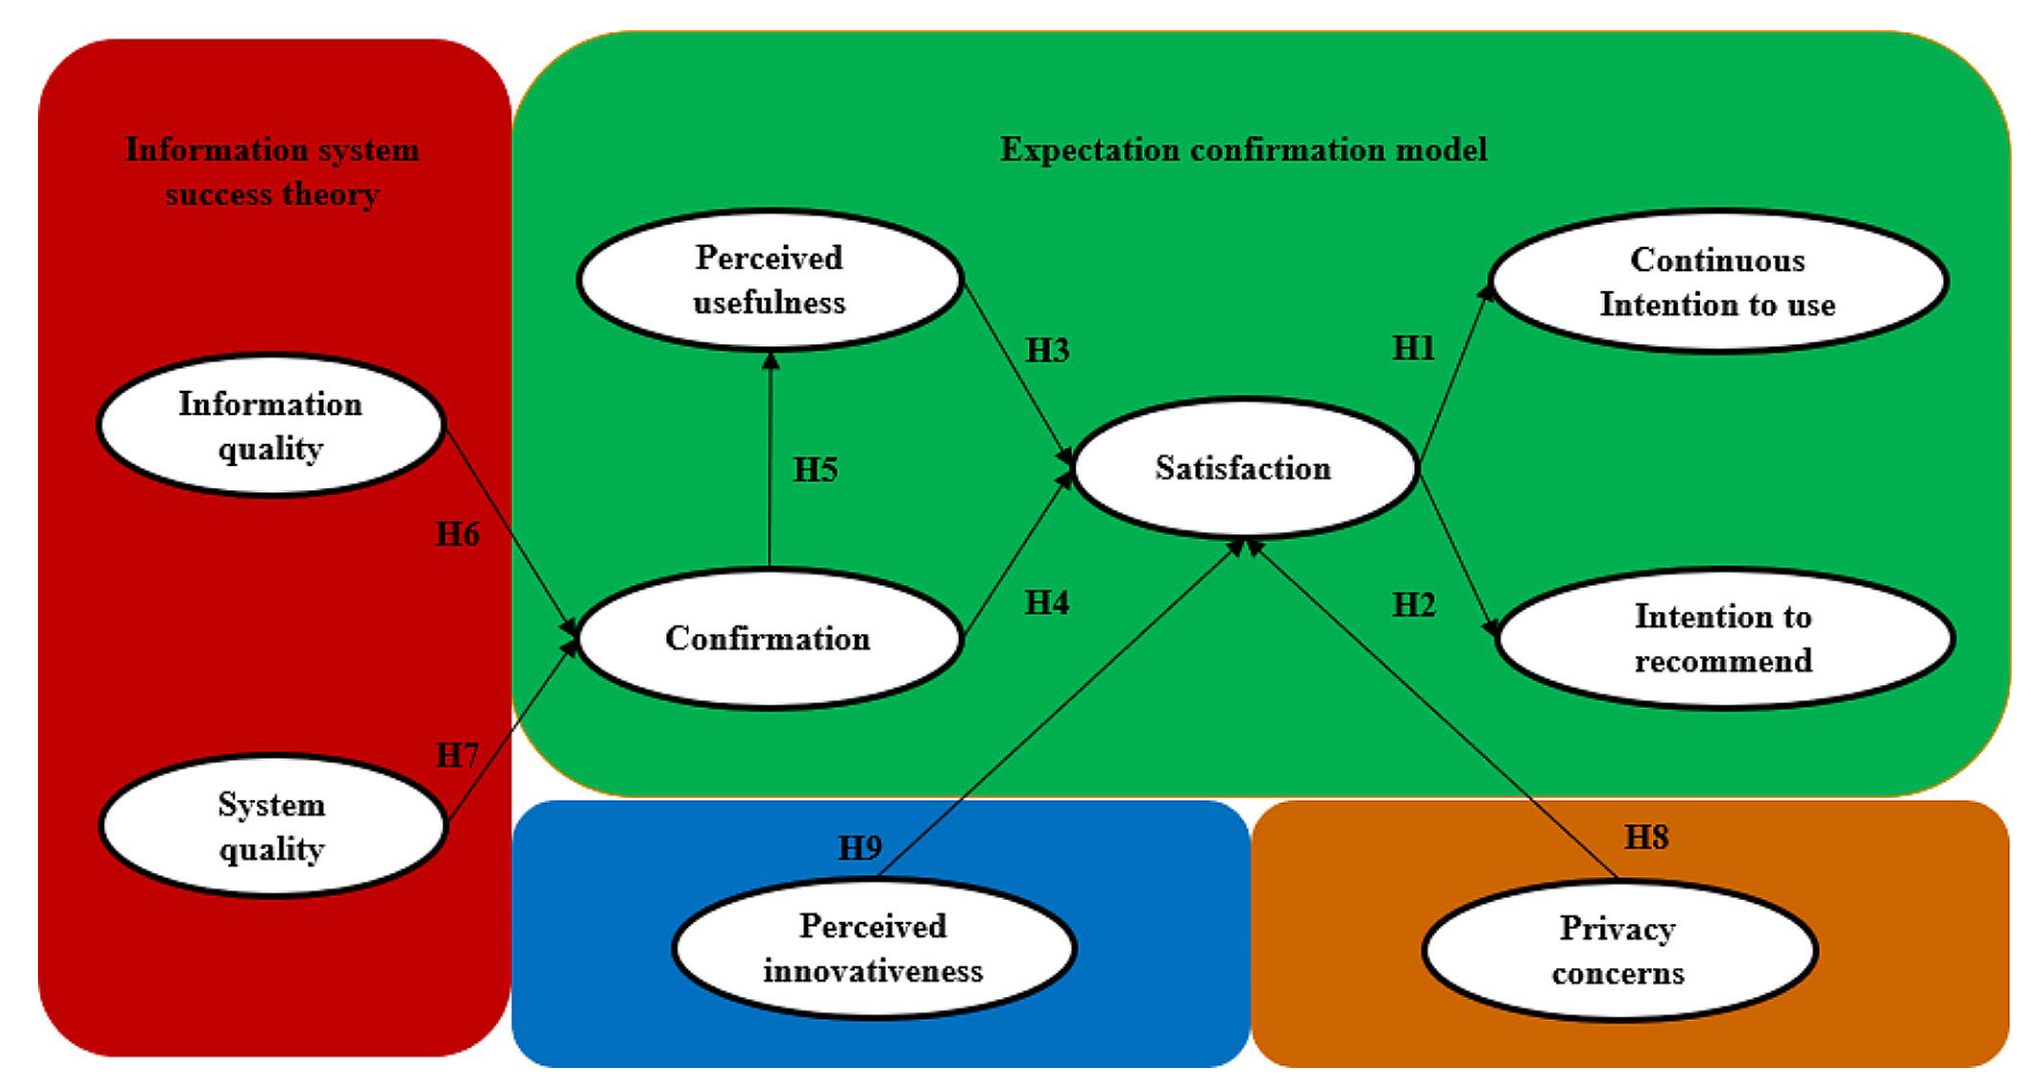 Information system
success theory
Expectation confirmation model
Perceived
usefulness
Continuous
Intention to use
H3
H1
Information
quality
Satisfaction
H5
H6
H4
H2
Confirmation
Intention to
recommend
H7
System
quality
H9
H8
Perceived
innovativeness
Privacy
concerns